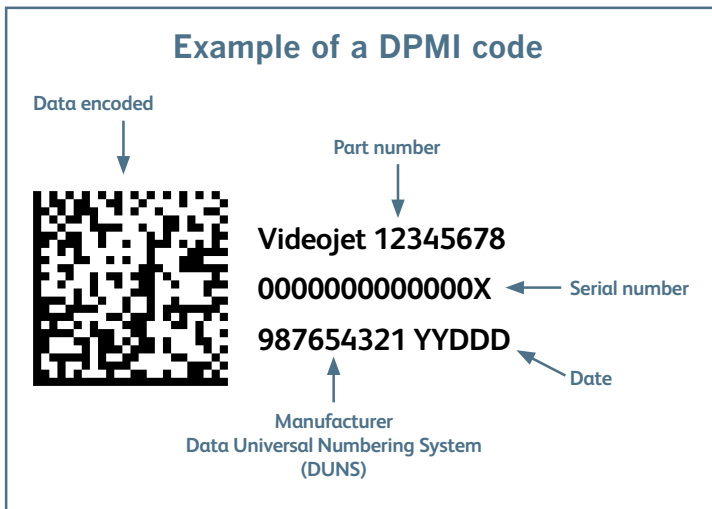 Example of a DPMI code
Data encoded
Part number
Videojet 12345678
0000000000000X
Serial number
987654321 YYDDD
Date
Manufacturer
Data Universal Numbering System
(DUNS)